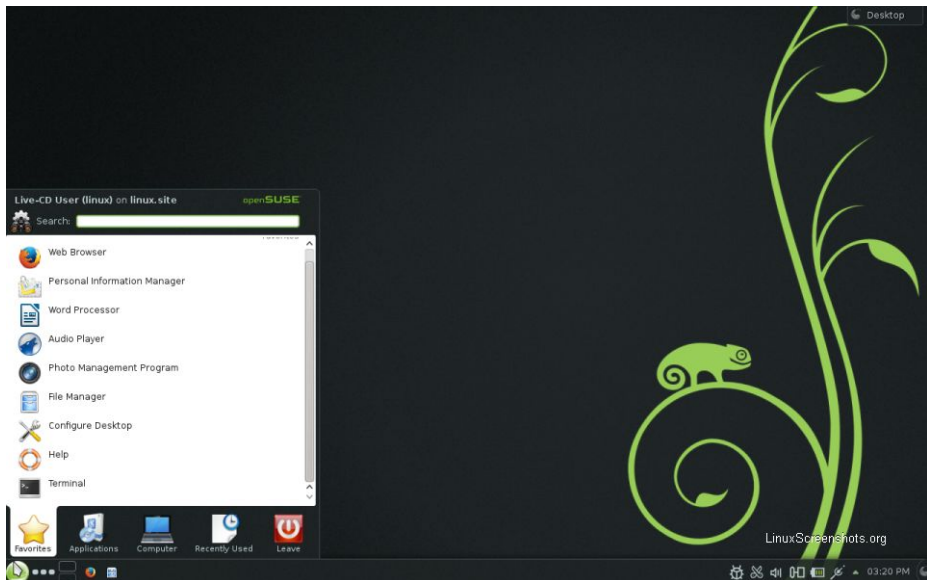 Desktop
Live-CD User (linux) on linux.site
openSUSE
Search:
Web Browser
Personal Information Manager
Word Processor
Audio Player
Photo Management Program
File Manager
Configure Desktop
Help
Terminal
Favorites
Applications
Computer
Recently Used
Leave
LinuxScreenshots.org
03:20 PM